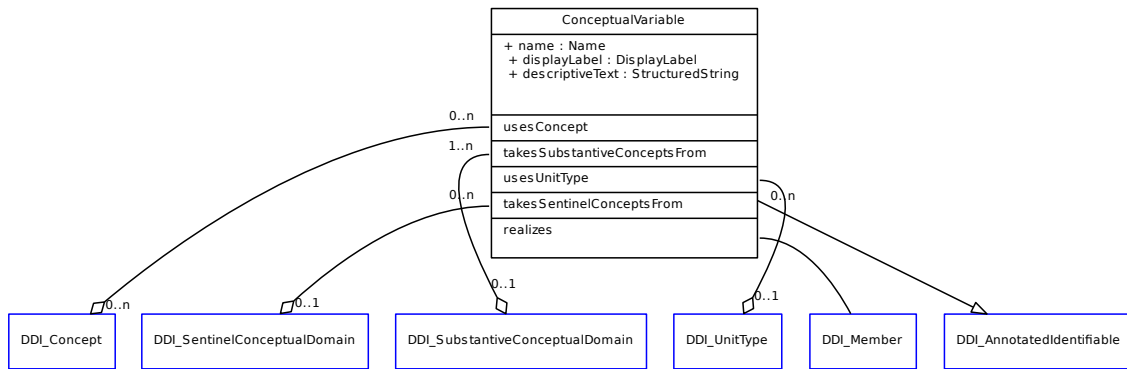 ConceptualVariable
+ name : Name
+ displayLabel : DisplayLabel
+ descriptiveText : StructuredString
0..n
usesConcept
1..n
takesSubstantiveConceptsFrom
usesUnitType
0..n
0..n
takesSentinelConceptsFrom
realizes
0..1
0..n
0..1
0..1
DDI_Concept
DDI_SentinelConceptualDomain
DDI_SubstantiveConceptualDomain
DDI_UnitType
DDI_Member
DDI_AnnotatedIdentifiable